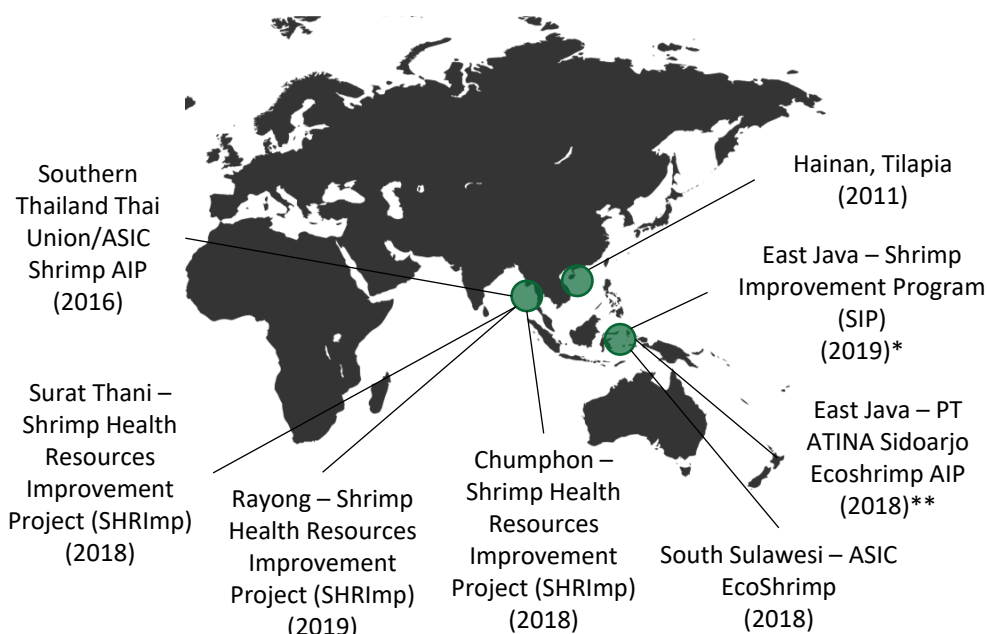 Southern
Thailand Thai
Union/ASIC
Shrimp AIP
(2016)
Hainan, Tilapia
(2011)
East Java – Shrimp
Improvement Program
(SIP)
(2019)*
Surat Thani –
Shrimp Health
Resources
Improvement
Project (SHRImp)
(2018)
Rayong – Shrimp
Health Resources
Improvement
Project (SHRImp)
(2019)
Chumphon –
Shrimp Health
Resources
Improvement
Project (SHRImp)
(2018)
East Java – PT
ATINA Sidoarjo
Ecoshrimp AIP
(2018)**
South Sulawesi – ASIC
EcoShrimp
(2018)